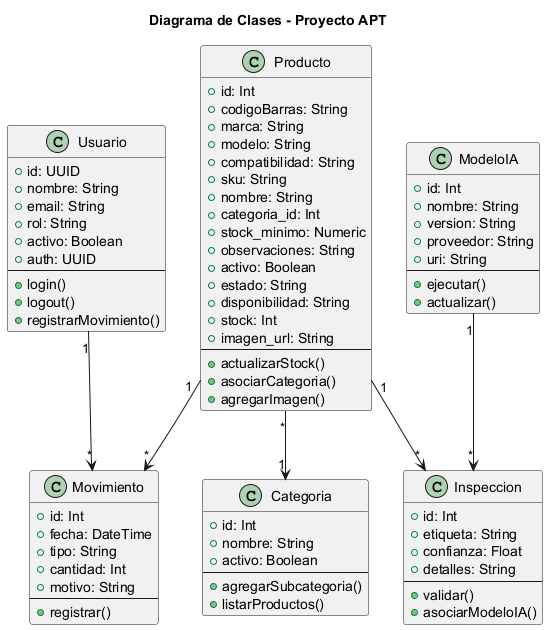 Diagrama de Clases - Proyecto APT
C Producto
id: Int
codigoBarras: String
marca: String
modelo: String
compatibilidad: String
sku: String
nombre: String
categoria_id: Int
stock_minimo: Numeric
observaciones: String
activo: Boolean
estado: String
disponibilidad: String
stock: Int
imagen_url: String
actualizarStock()
asociarCategoria()
agregarImagen()
C Usuario
id: UUID
nombre: String
email: String
rol: String
activo: Boolean
auth: UUID
login()
logout()
registrarMovimiento()
C ModeloIA
id: Int
nombre: String
version: String
proveedor: String
uri: String
ejecutar()
actualizar()
1
*
1
*
*
1
1
*
1
*
C Movimiento
id: Int
fecha: DateTime
tipo: String
cantidad: Int
motivo: String
registrar()
C Categoria
id: Int
nombre: String
activo: Boolean
agregarSubcategoria()
listarProductos()
C Inspeccion
id: Int
etiqueta: String
confianza: Float
detalles: String
validar()
asociarModeloIA()